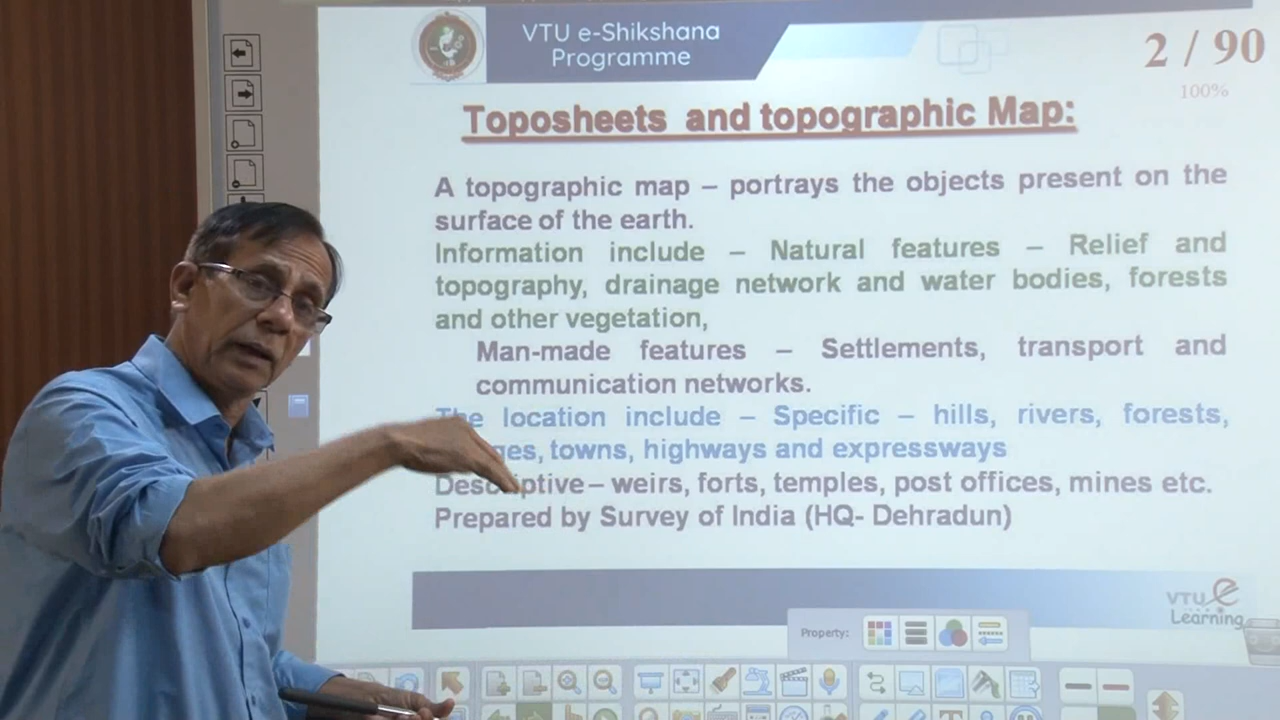 VTU e-Shikshana
Programme
2 / 90
100%
Toposheets and topographic Map:
A topographic map – portrays the objects present on the
surface of the earth.
Information include – Natural features – Relief and
topography, drainage network and water bodies, forests
and other vegetation,
Man-made features – Settlements, transport and
communication networks.
The location include – Specific – hills, rivers, forests,
towns, highways and expressways
Descriptive – weirs, forts, temples, post offices, mines etc.
Prepared by Survey of India (HQ- Dehradun)
VTU e
Learning
Property: